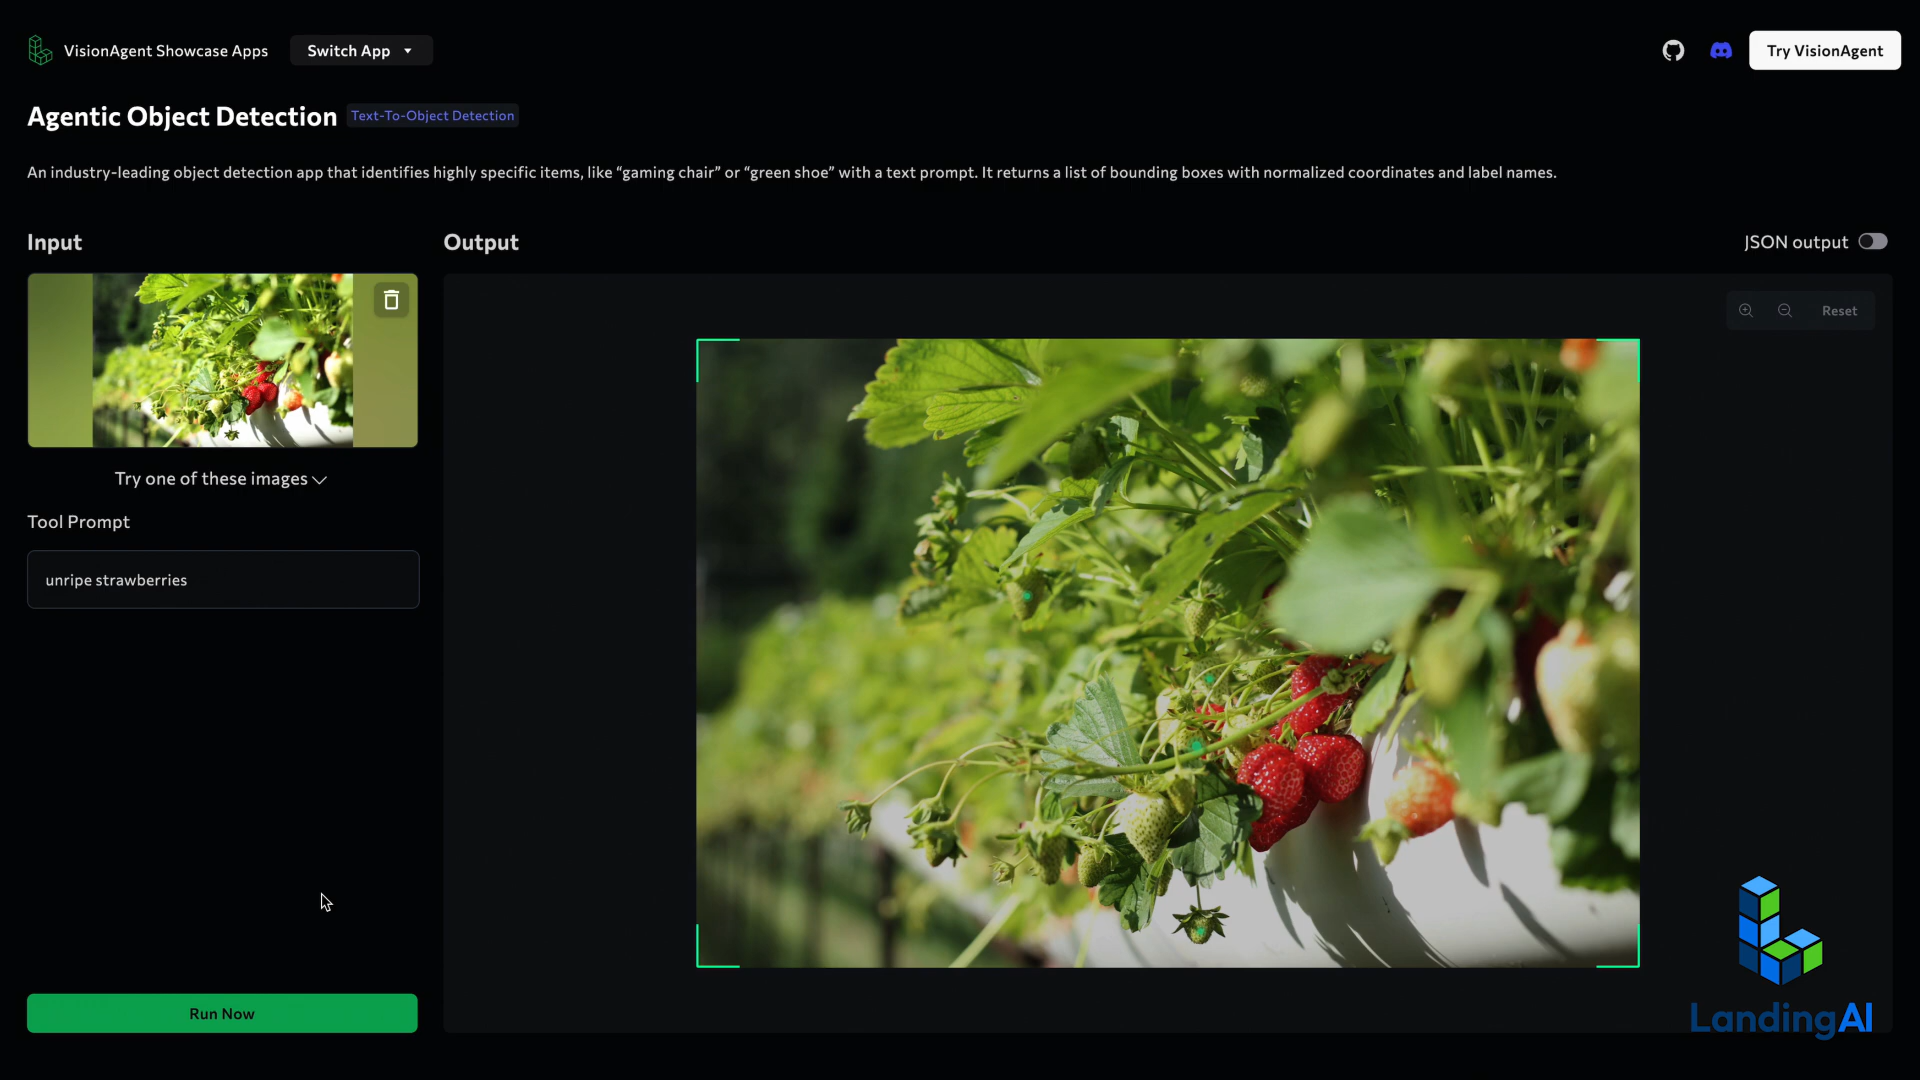 VisionAgent Showcase Apps
Switch App
Try VisionAgent
Agentic Object Detection
Text-To-Object Detection
An industry-leading object detection app that identifies highly specific items, like “gaming chair” or “green shoe” with a text prompt. It returns a list of bounding boxes with normalized coordinates and label names.
Input
Output
JSON output
Reset
Try one of these images
Tool Prompt
unripe strawberries
Run Now
LandingAI